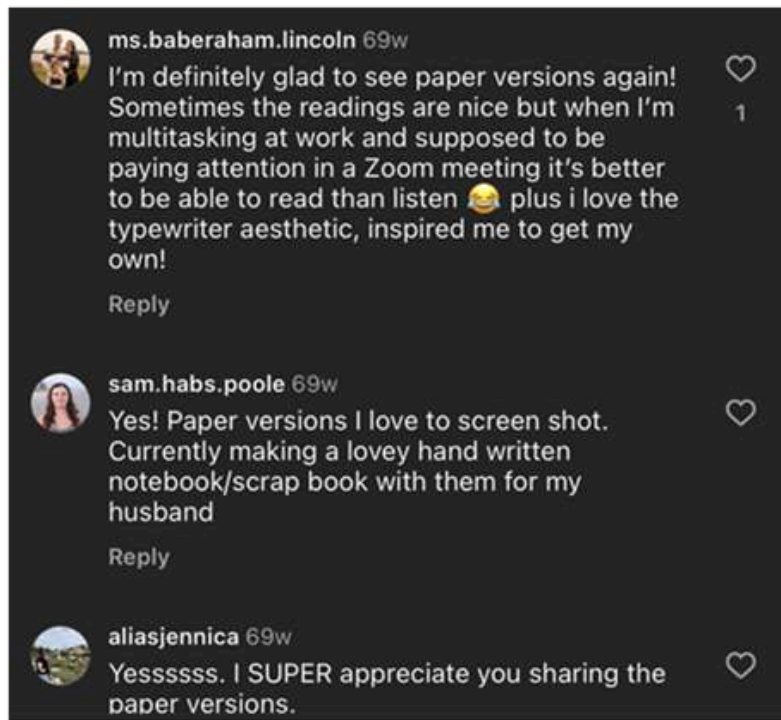 ms.baberaham.lincoln 69w
I'm definitely glad to see paper versions again!
Sometimes the readings are nice but when I'm
multitasking at work and supposed to be
paying attention in a Zoom meeting it's better
to be able to read than listen 😂 plus i love the
typewriter aesthetic, inspired me to get my
own!
1
Reply
sam.habs.poole 69w
Yes! Paper versions I love to screen shot.
Currently making a lovey hand written
notebook/scrap book with them for my
husband
Reply
aliasjennica 69w
Yessssss. I SUPER appreciate you sharing the
paper versions.